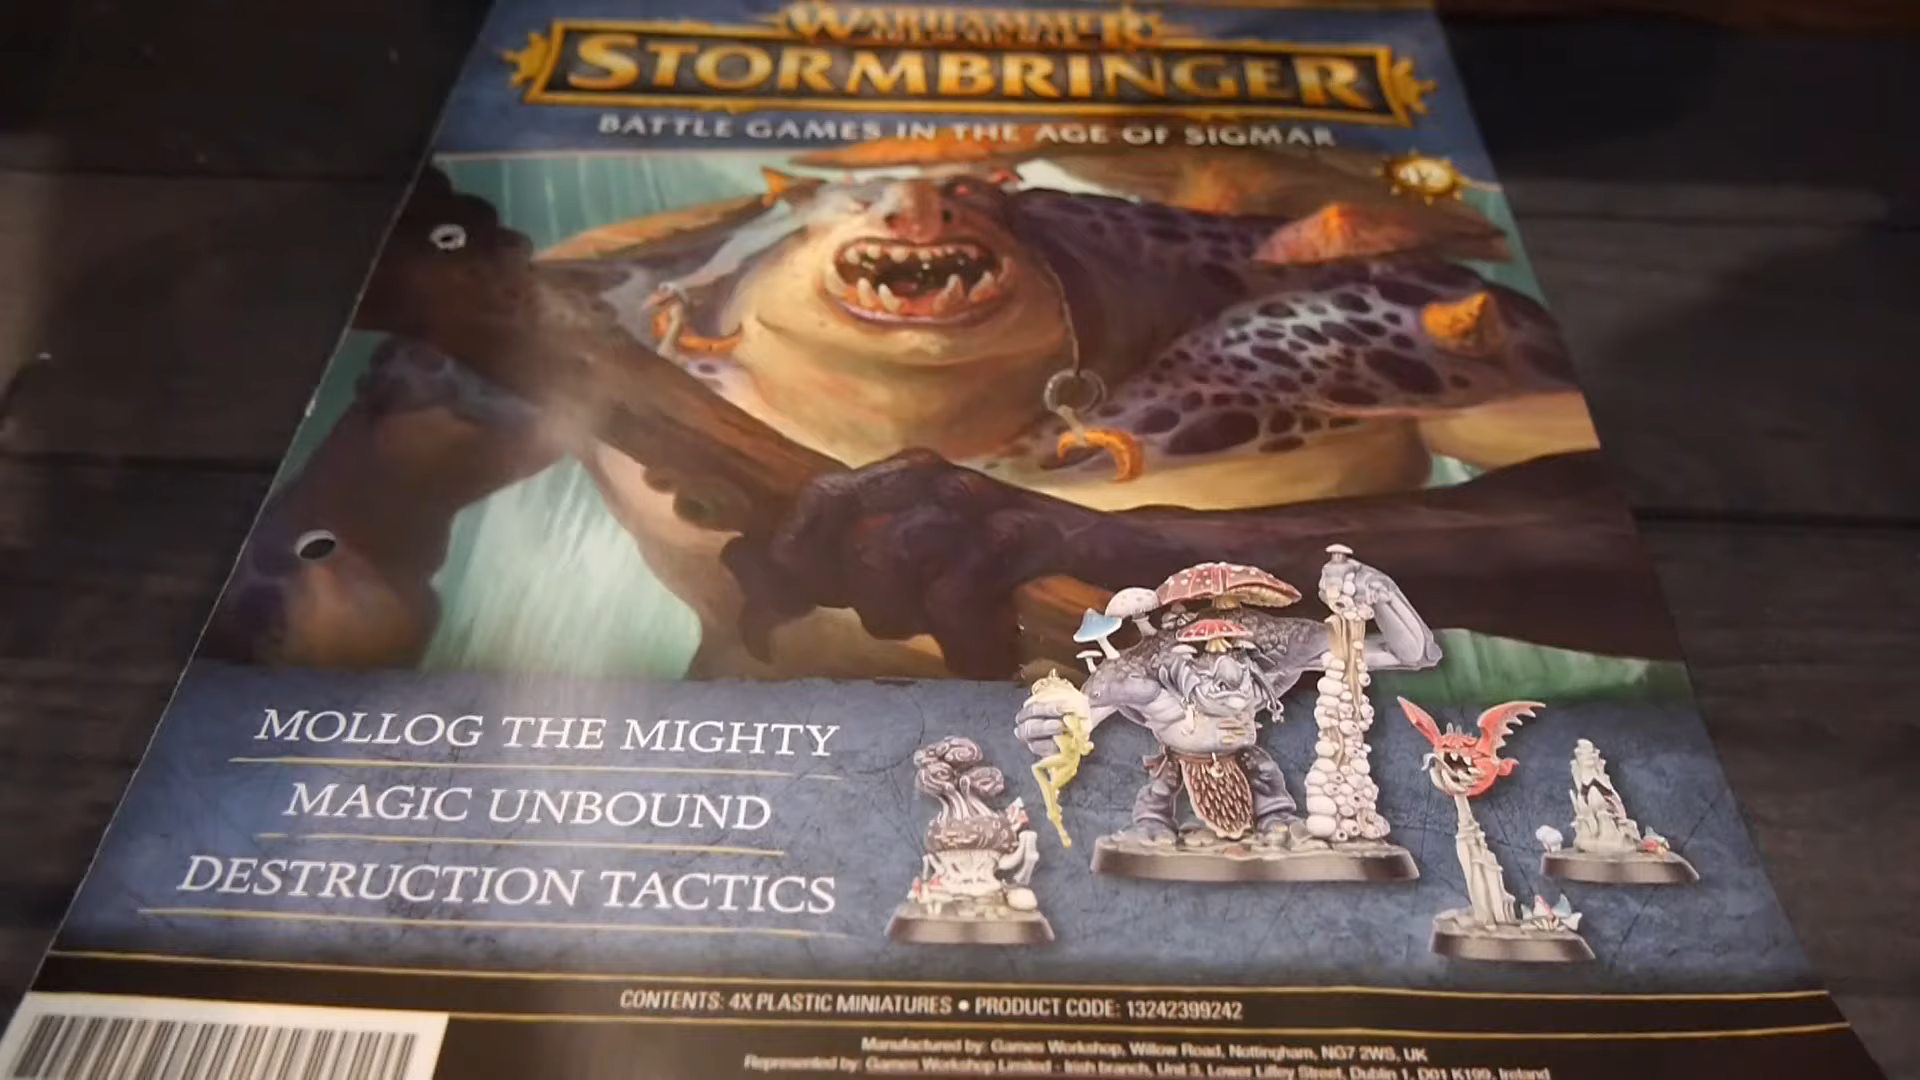 WARHAMMER
STORMBRINGER
BATTLE GAMES IN THE AGE OF SIGMAR
MOLLOG THE MIGHTY
MAGIC UNBOUND
DESTRUCTION TACTICS
CONTENTS: 4X PLASTIC MINIATURES • PRODUCT CODE: 13242399242
Manufactured by: Games Workshop, Willow Road, Nottingham, NG7 2WS, UK
Represented by: Games Workshop Limited - Irish branch, Unit 3, Lower Liffey Street, Dublin 1, D01 K199, Ireland